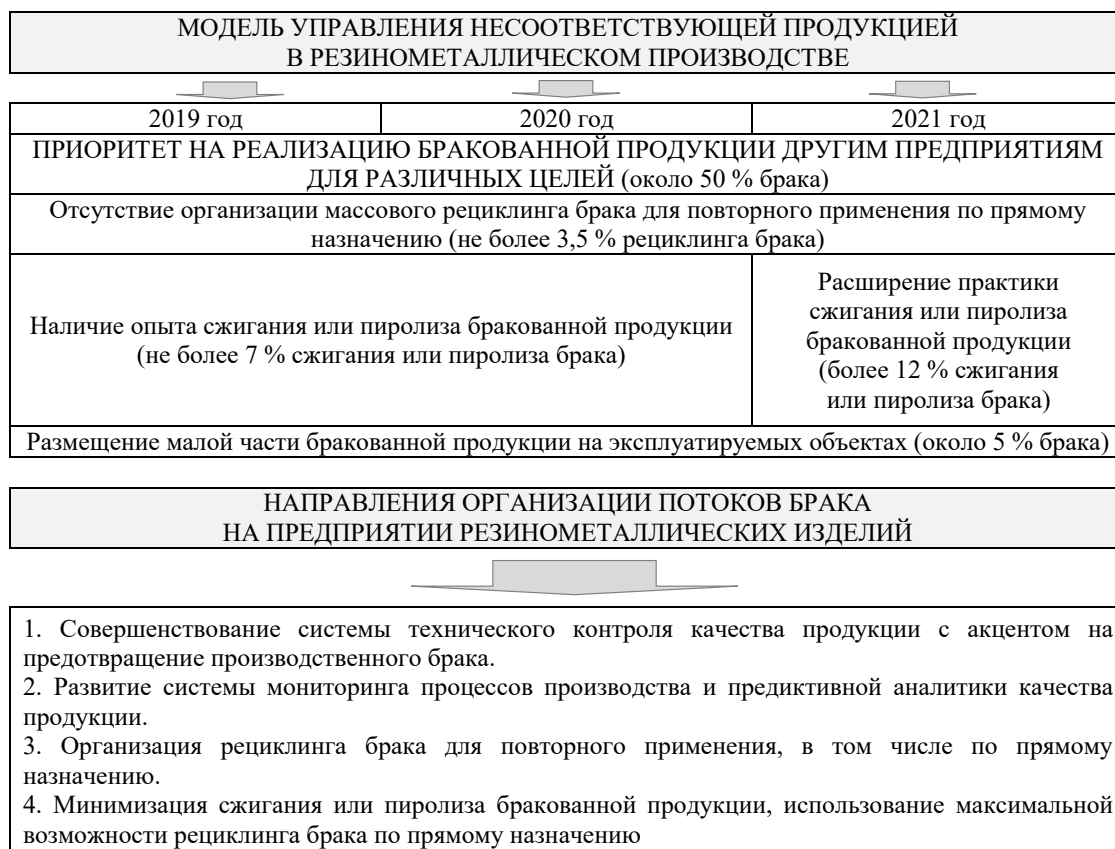 МОДЕЛЬ УПРАВЛЕНИЯ НЕСООТВЕТСТВУЮЩЕЙ ПРОДУКЦИЕЙ
В РЕЗИНОМЕТАЛЛИЧЕСКОМ ПРОИЗВОДСТВЕ
2019 год
2020 год
2021 год
ПРИОРИТЕТ НА РЕАЛИЗАЦИЮ БРАКОВАННОЙ ПРОДУКЦИИ ДРУГИМ ПРЕДПРИЯТИЯМ
ДЛЯ РАЗЛИЧНЫХ ЦЕЛЕЙ (около 50 % брака)
Отсутствие организации массового рециклинга брака для повторного применения по прямому
назначению (не более 3,5 % рециклинга брака)
Наличие опыта сжигания или пиролиза бракованной продукции
(не более 7 % сжигания или пиролиза брака)
Расширение практики
сжигания или пиролиза
бракованной продукции
(более 12 % сжигания
или пиролиза брака)
Размещение малой части бракованной продукции на эксплуатируемых объектах (около 5 % брака)
НАПРАВЛЕНИЯ ОРГАНИЗАЦИИ ПОТОКОВ БРАКА
НА ПРЕДПРИЯТИИ РЕЗИНОМЕТАЛЛИЧЕСКИХ ИЗДЕЛИЙ
1. Совершенствование системы технического контроля качества продукции с акцентом на
предотвращение производственного брака.
2. Развитие системы мониторинга процессов производства и предиктивной аналитики качества
продукции.
3. Организация рециклинга брака для повторного применения, в том числе по прямому
назначению.
4. Минимизация сжигания или пиролиза бракованной продукции, использование максимальной
возможности рециклинга брака по прямому назначению